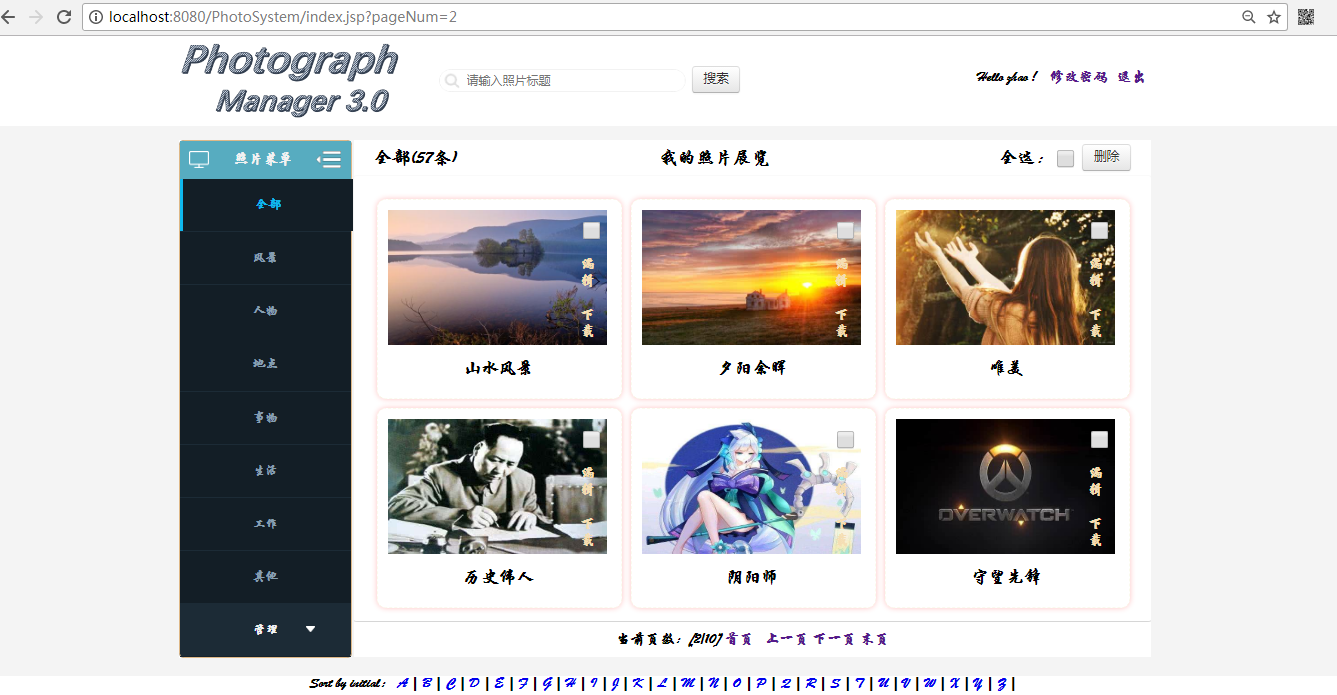 localhost:8080/PhotoSystem/index.jsp?pageNum=2
Photograph
Manager 3.0
请输入照片标题
搜索
Hello zhao! 修改密码 退出
照片菜单
全部
风景
人物
地点
事物
生活
工作
其他
管理
全部(57条) 我的照片展览 全选: 删除
编辑 下载
编辑 下载
编辑 下载
山水风景 夕阳余晖 唯美
编辑 下载
编辑 下载
OVERWATCH
编辑 下载
历史伟人 阴阳师 守望先锋
当前页数: [2/10] 首页 上一页 下一页 末页
Sort by initial: A | B | C | D | E | F | G | H | I | J | K | L | M | N | O | P | Q | R | S | T | U | V | W | X | Y | Z |